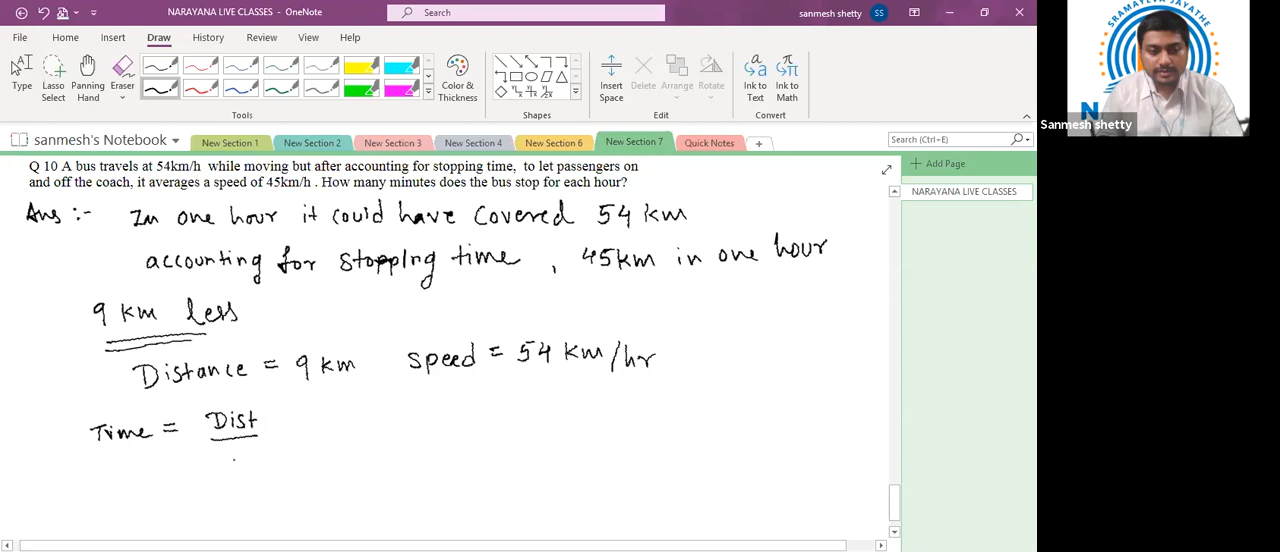 NARAYANA LIVE CLASSES - OneNote
Search
sanmesh shetty
SS
SRAMAYEVA JAYATHE
N
Sanmesh shetty
File Home Insert Draw History Review View Help
Type
Lasso Select
Panning Hand
Eraser
Color & Thickness
Insert Space
Delete
Arrange
Rotate
Ink to Text
Ink to Math
Tools
Shapes
Edit
Convert
sanmesh's Notebook
New Section 1
New Section 2
New Section 3
New Section 4
New Section 6
New Section 7
Quick Notes
Search (Ctrl+E)
Add Page
NARAYANA LIVE CLASSES
Q 10 A bus travels at 54km/h while moving but after accounting for stopping time, to let passengers on
and off the coach, it averages a speed of 45km/h . How many minutes does the bus stop for each hour?
Ans :- In one hour it could have covered 54 km
accounting for stopping time , 45km in one hour
9 km less
Distance = 9 km speed = 54 km/hr
Time = Dist